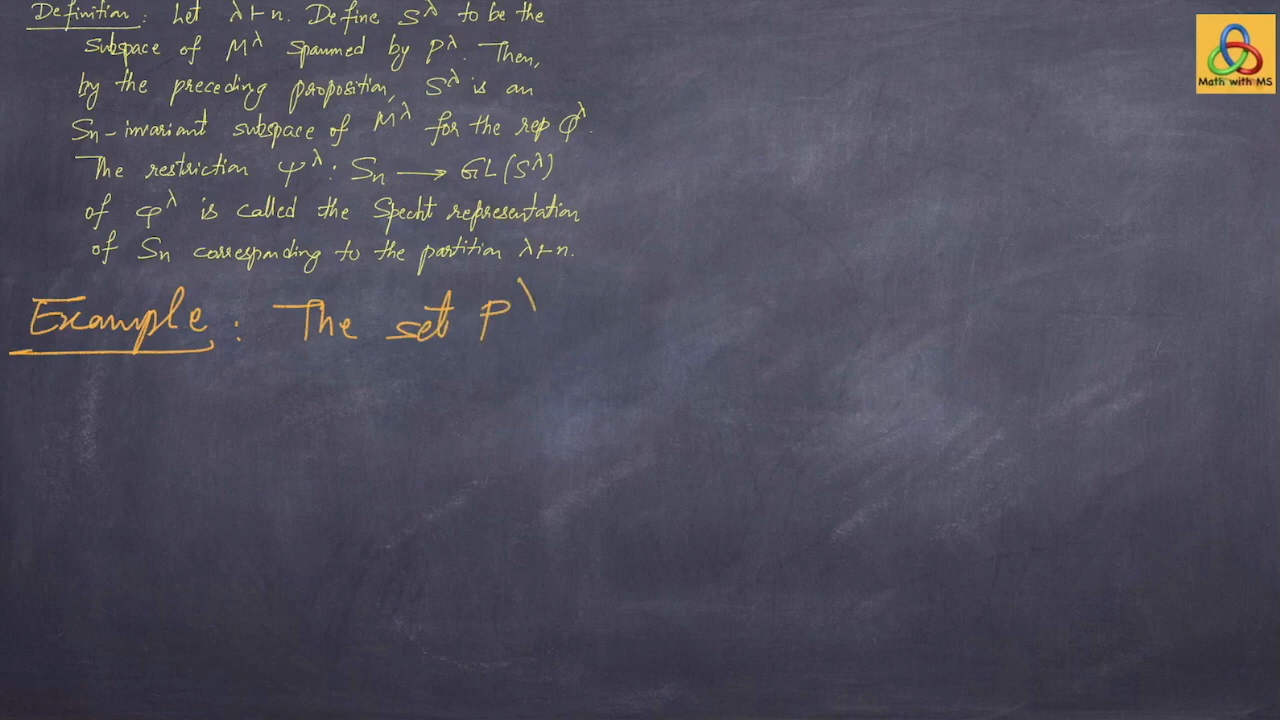 Definition : Let λ⊢n. Define S^λ to be the
subspace of M^λ spanned by P^λ. Then,
by the preceding proposition, S^λ is an
Sn-invariant subspace of M^λ for the rep φ^λ.
The restriction ψ^λ : Sn ⟶ GL(S^λ)
of φ^λ is called the Specht representation
of Sn corresponding to the partition λ⊢n.
Example : The set P^\
Math with MS